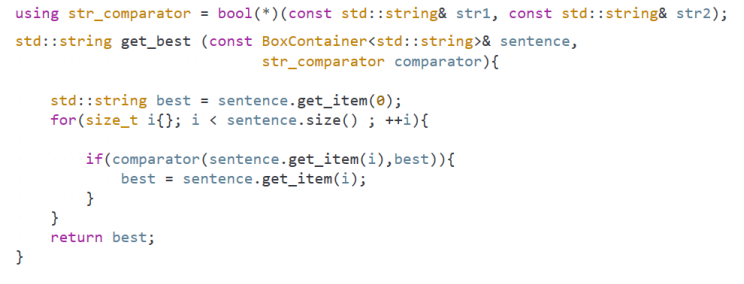 using str_comparator = bool(*)(const std::string& str1, const std::string& str2);
std::string get_best (const BoxContainer<std::string>& sentence,
                            str_comparator comparator){
    std::string best = sentence.get_item(0);
    for(size_t i{}; i < sentence.size() ; ++i){
        if(comparator(sentence.get_item(i),best)){
            best = sentence.get_item(i);
        }
    }
    return best;
}